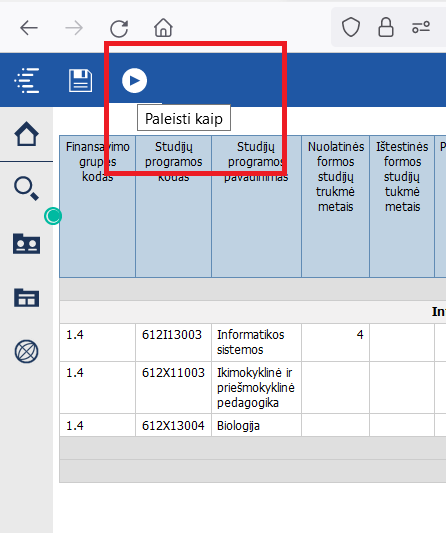 Paleisti kaip
Finansavimo
grupės
kodas
Studijų
programos
kodas
Studijų
programos
pavadinimas
Nuolatinės
formos
studijų
trukmė
metais
Ištestinės
formos
studijų
tukmė
metais
P
In
1.4 612I13003 Informatikos 4
sistemos
1.4 612X11003 Ikimokyklinė ir
priešmokyklinė
pedagogika
1.4 612X13004 Biologija